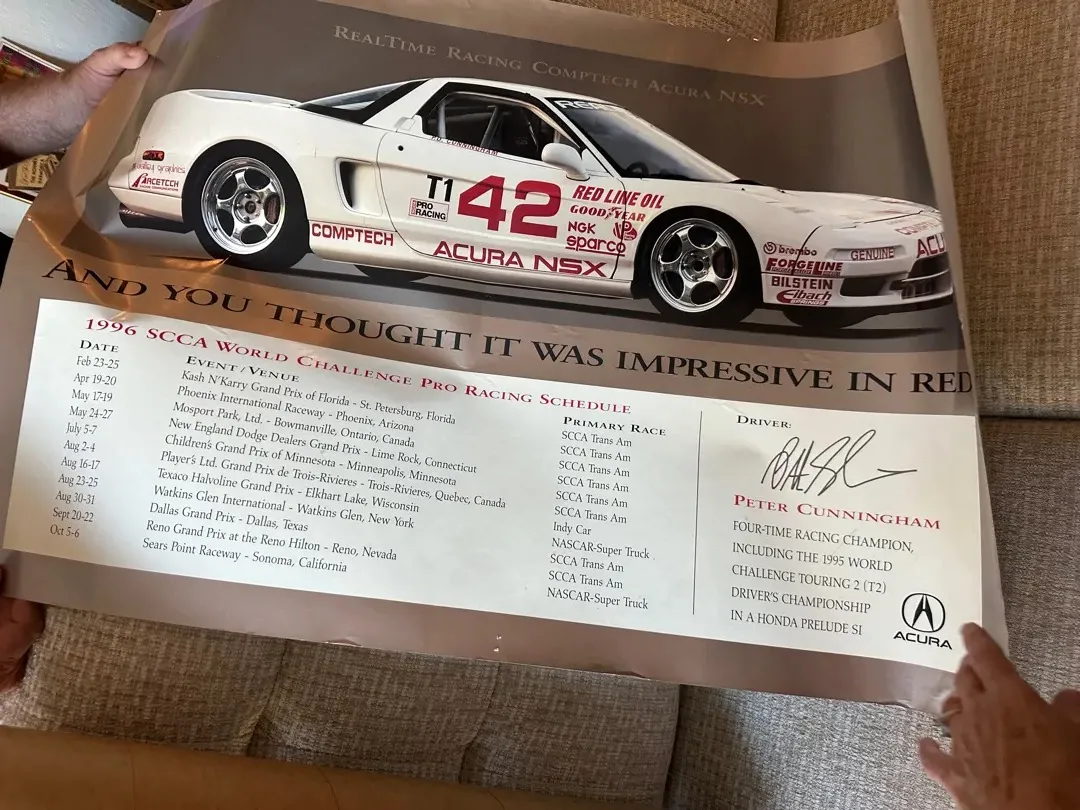 RealTime Racing Comptech Acura NSX
REAL
P.D. CUNNINGHAM
RACETECH
T1
PRO
RACING
42
RED LINE OIL
GOODYEAR
NGK
sparco
COMPTECH
ACURA NSX
brembo
FORGELINE
BILSTEIN
Eibach
SPRINGS
GENUINE
ACU
And you thought it was impressive in red
1996 SCCA World Challenge Pro Racing Schedule
Date Event/Venue Primary Race
Feb 23-25 Kash N'Karry Grand Prix of Florida - St. Petersburg, Florida SCCA Trans Am
Apr 19-20 Phoenix International Raceway - Phoenix, Arizona SCCA Trans Am
May 17-19 Mosport Park, Ltd. - Bowmanville, Ontario, Canada SCCA Trans Am
May 24-27 New England Dodge Dealers Grand Prix - Lime Rock, Connecticut SCCA Trans Am
July 5-7 Children's Grand Prix of Minnesota - Minneapolis, Minnesota SCCA Trans Am
Aug 2-4 Player's Ltd. Grand Prix de Trois-Rivieres - Trois-Rivieres, Quebec, Canada SCCA Trans Am
Aug 16-17 Texaco Halvoline Grand Prix - Elkhart Lake, Wisconsin Indy Car
Aug 23-25 Watkins Glen International - Watkins Glen, New York NASCAR-Super Truck
Aug 30-31 Dallas Grand Prix - Dallas, Texas SCCA Trans Am
Sept 20-22 Reno Grand Prix at the Reno Hilton - Reno, Nevada SCCA Trans Am
Oct 5-6 Sears Point Raceway - Sonoma, California NASCAR-Super Truck
Driver:
Peter Cunningham
Four-time racing champion,
including the 1995 World
Challenge Touring 2 (T2)
Driver's Championship
in a Honda Prelude Si
ACURA